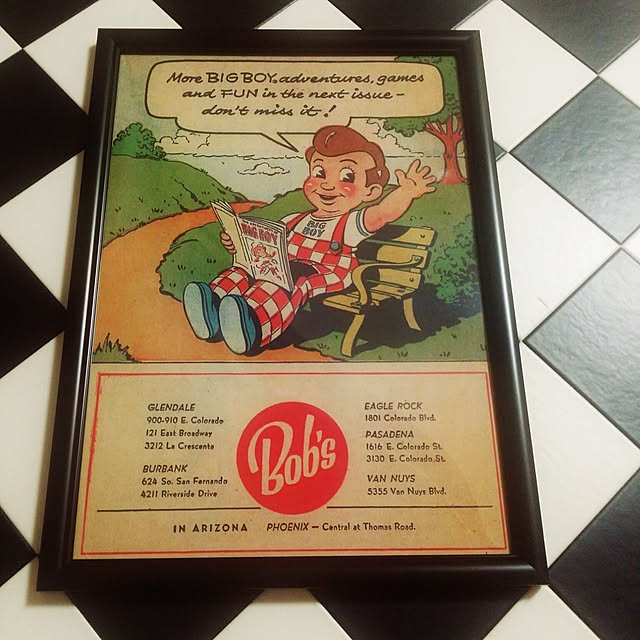 More BIG BOY adventures, games
and FUN in the next issue –
don't miss it!
BIG
BOY
BIG BOY
GLENDALE
900-910 E. Colorado
121 East Broadway
3212 La Crescenta
BURBANK
624 So. San Fernando
4211 Riverside Drive
Bob's
EAGLE ROCK
1801 Colorado Blvd.
PASADENA
1616 E. Colorado St.
3130 E. Colorado St.
VAN NUYS
5355 Van Nuys Blvd.
IN ARIZONA PHOENIX — Central at Thomas Road.